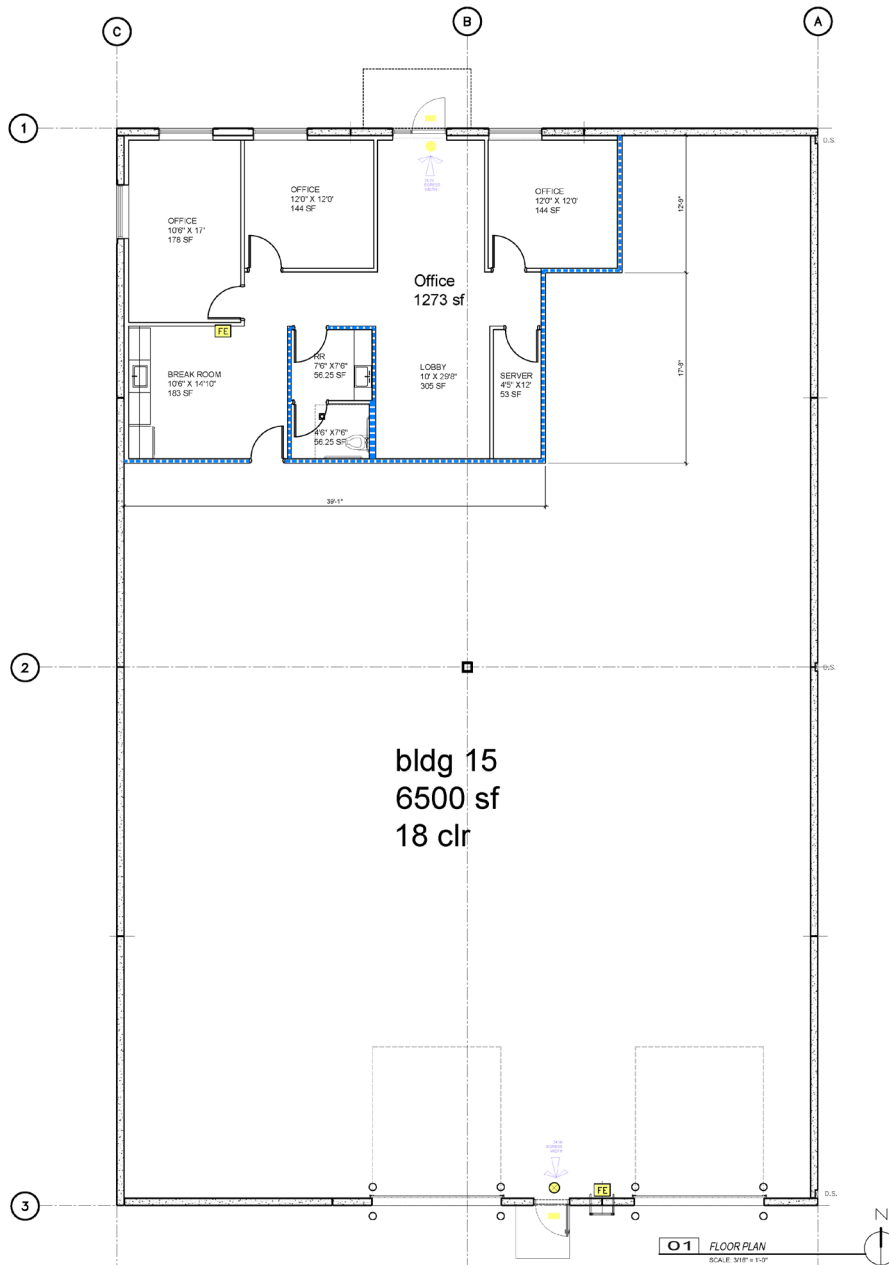 C
B
A
1
D.S.
OFFICE
10'6" X 17'
178 SF
OFFICE
12'0" X 12'0'
144 SF
OFFICE
12'0" X 12'0'
144 SF
12'-9"
Office
1273 sf
FE
BREAK ROOM
10'6" X 14'10"
183 SF
RR
7'6" X7'6"
56.25 SF
4'6" X7'6"
56.25 SF
LOBBY
10' X 29'8"
305 SF
SERVER
4'5" X12'
53 SF
17'-8"
39'-1"
2
D.S.
bldg 15
6500 sf
18 clr
FE
3
D.S.
N
01 FLOOR PLAN
SCALE: 3/16" = 1'-0"